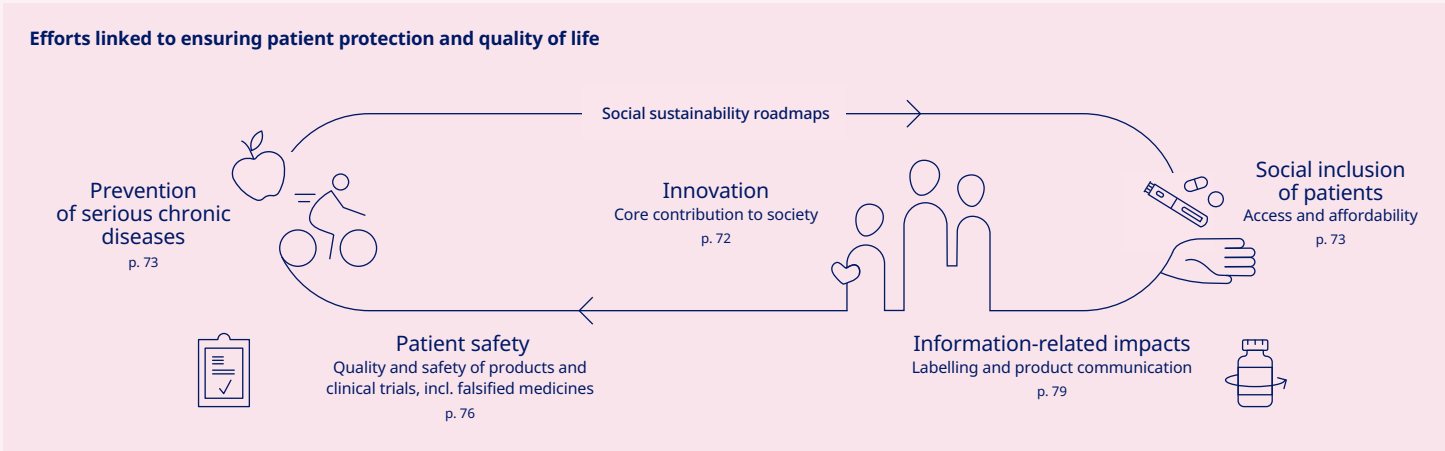 Efforts linked to ensuring patient protection and quality of life
Social sustainability roadmaps
Prevention
of serious chronic
diseases
p. 73
Innovation
Core contribution to society
p. 72
Social inclusion
of patients
Access and affordability
p. 73
Patient safety
Quality and safety of products and
clinical trials, incl. falsified medicines
p. 76
Information-related impacts
Labelling and product communication
p. 79